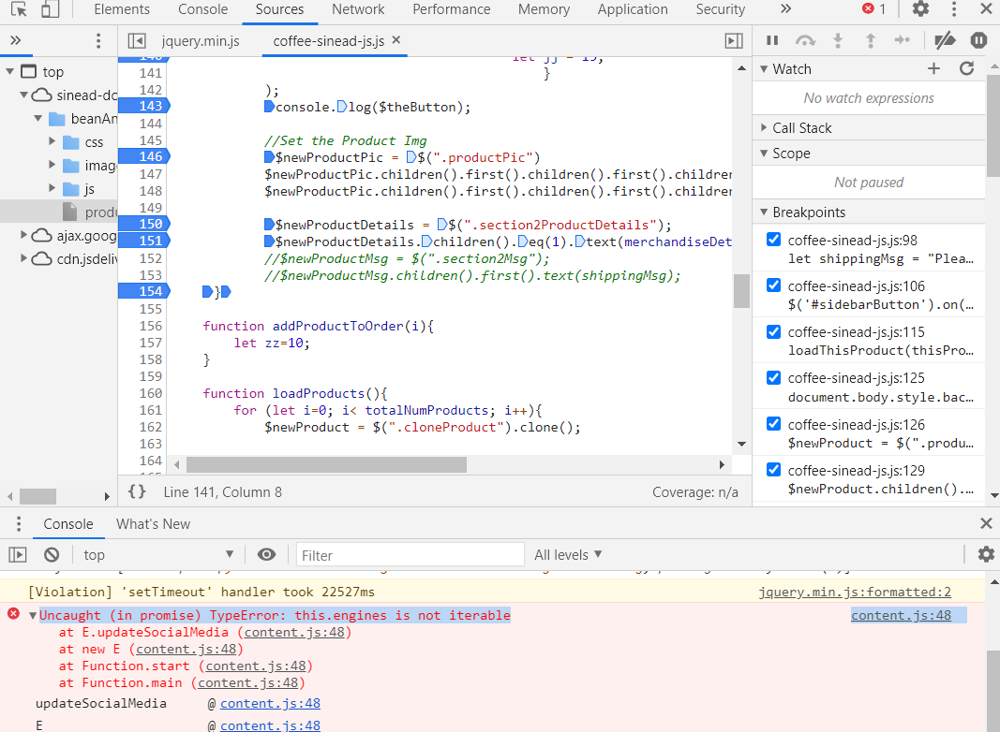 Elements Console Sources Network Performance Memory Application Security 1
jquery.min.js coffee-sinead-js.js
top
sinead-do
beanAn
css
imag
js
produ
ajax.goog
cdn.jsdeliv
140 let jj = 15;
141 }
142 );
143 console.log($theButton);
144
145 //Set the Product Img
146 $newProductPic = $(".productPic")
147 $newProductPic.children().first().children().first().children
148 $newProductPic.children().first().children().first().children
149
150 $newProductDetails = $(".section2ProductDetails");
151 $newProductDetails.children().eq(1).text(merchandiseDet
152 //$newProductMsg = $(".section2Msg");
153 //$newProductMsg.children().first().text(shippingMsg);
154 }
155
156 function addProductToOrder(i){
157 let zz=10;
158 }
159
160 function loadProducts(){
161 for (let i=0; i< totalNumProducts; i++){
162 $newProduct = $(".cloneProduct").clone();
163
164
{} Line 141, Column 8 Coverage: n/a
Watch
No watch expressions
Call Stack
Scope
Not paused
Breakpoints
coffee-sinead-js.js:98
let shippingMsg = "Plea…
coffee-sinead-js.js:106
$('#sidebarButton').on(…
coffee-sinead-js.js:115
loadThisProduct(thisPro…
coffee-sinead-js.js:125
document.body.style.bac…
coffee-sinead-js.js:126
$newProduct = $(".produ…
coffee-sinead-js.js:129
$newProduct.children()….
Console What's New
top Filter All levels
[Violation] 'setTimeout' handler took 22527ms jquery.min.js:formatted:2
Uncaught (in promise) TypeError: this.engines is not iterable content.js:48
at E.updateSocialMedia (content.js:48)
at new E (content.js:48)
at Function.start (content.js:48)
at Function.main (content.js:48)
updateSocialMedia @ content.js:48
E @ content.js:48